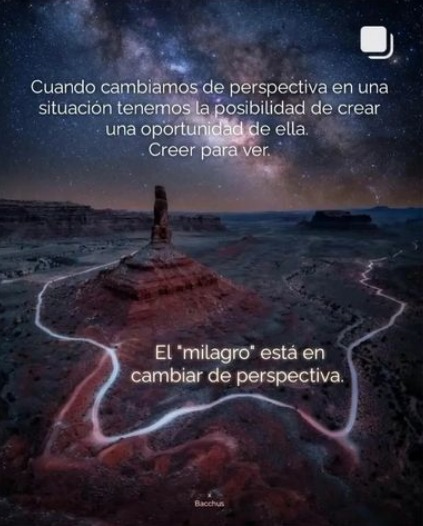 Cuando cambiamos de perspectiva en una
situación tenemos la posibilidad de crear
una oportunidad de ella.
Creer para ver.
El "milagro" está en
cambiar de perspectiva.
x
Bacchus